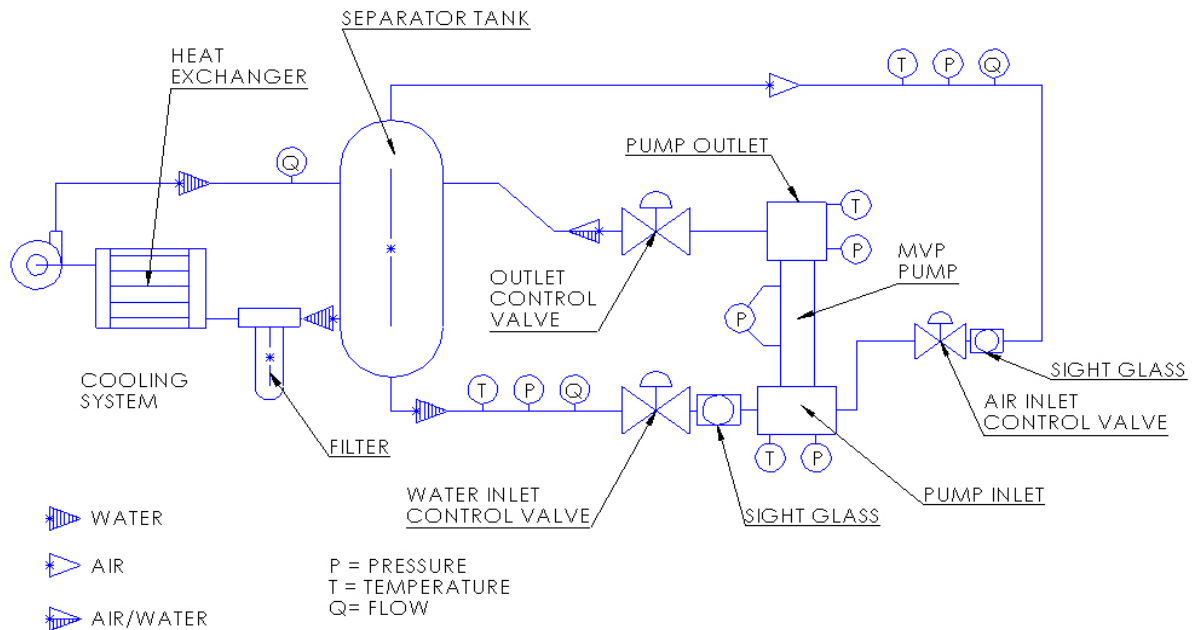 SEPARATOR TANK
HEAT
EXCHANGER
T
P
Q
PUMP OUTLET
Q
T
P
MVP
PUMP
OUTLET
CONTROL
VALVE
P
SIGHT GLASS
COOLING
SYSTEM
T
P
Q
AIR INLET
CONTROL VALVE
FILTER
T
P
WATER INLET
CONTROL VALVE
SIGHT GLASS
PUMP INLET
WATER
AIR
AIR/WATER
P = PRESSURE
T = TEMPERATURE
Q= FLOW